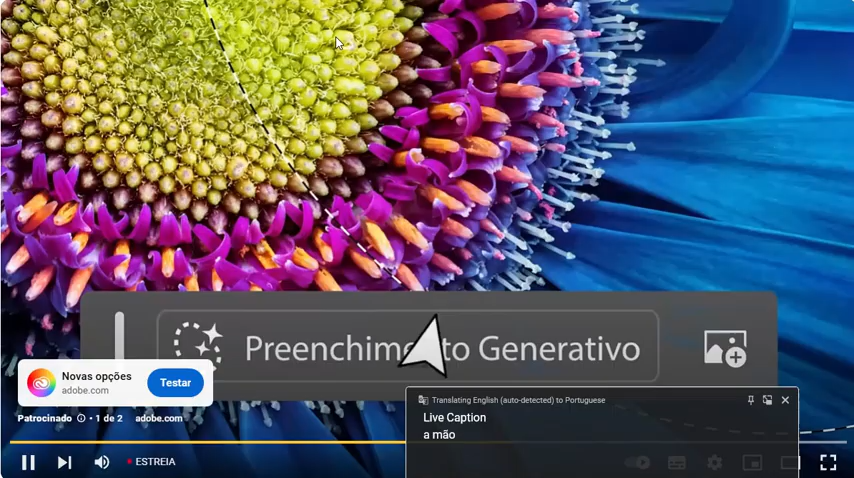 Preenchimento Generativo
Novas opções
adobe.com
Testar
Translating English (auto-detected) to Portuguese
Live Caption
a mão
Patrocinado • 1 de 2 adobe.com
ESTREIA